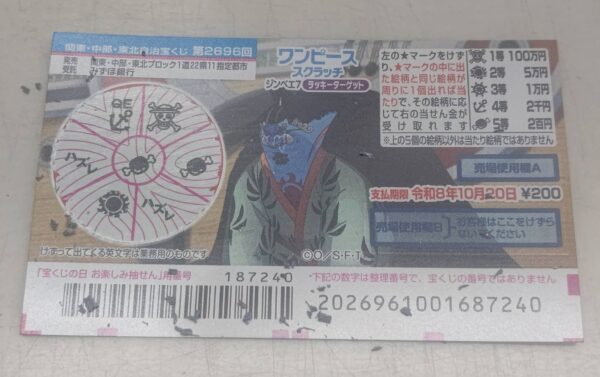 関東・中部・東北自治宝くじ 第2696回
発売 関東・中部・東北ブロック1道22県11指定都市
受託 みずほ銀行
ワンピース
スクラッチ
ジンベエ7 ラッキーターゲット
左の★マークをけず
り、★マークの中に出
た絵柄と同じ絵柄が
周りに1個出れば当
たりで、その絵柄に応
じて右の当せん金が
受け取れます
1等 100万円
2等 5万円
3等 1万円
4等 2千円
5等 2百円
※上の5個の絵柄以外は当たり絵柄ではありません
ハズレ
ハズレ
売場使用欄A
支払期限 令和8年10月20日 ¥200
売場使用欄B
お客様はここをけずら
ないでください
けずって出てくる英文字は業務用のものです
©O/S・F・T
「宝くじの日 お楽しみ抽せん」用番号
187240
下記の数字は整理番号で、宝くじの番号ではありません
2026961001687240